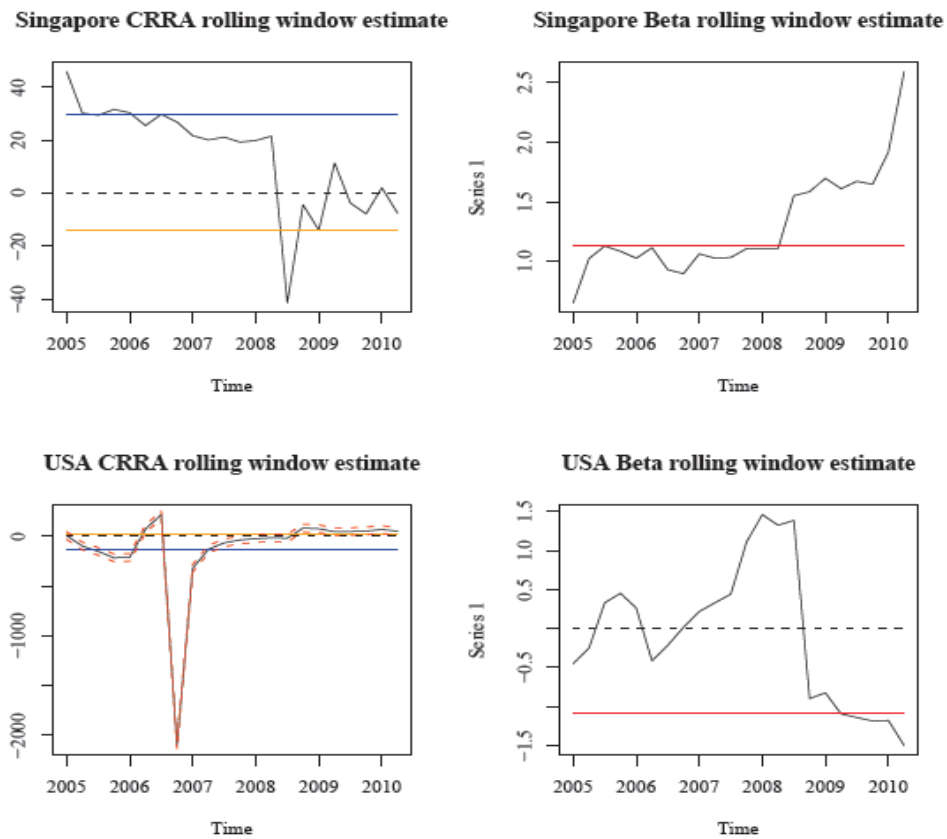 Singapore CRRA rolling window estimate
40
20
0
−20
−40
2005 2006 2007 2008 2009 2010
Time
Singapore Beta rolling window estimate
Series 1
2.5
2.0
1.5
1.0
2005 2006 2007 2008 2009 2010
Time
USA CRRA rolling window estimate
0
−1000
−2000
2005 2006 2007 2008 2009 2010
Time
USA Beta rolling window estimate
Series 1
1.5
1.0
0.5
−0.5
−1.5
2005 2006 2007 2008 2009 2010
Time